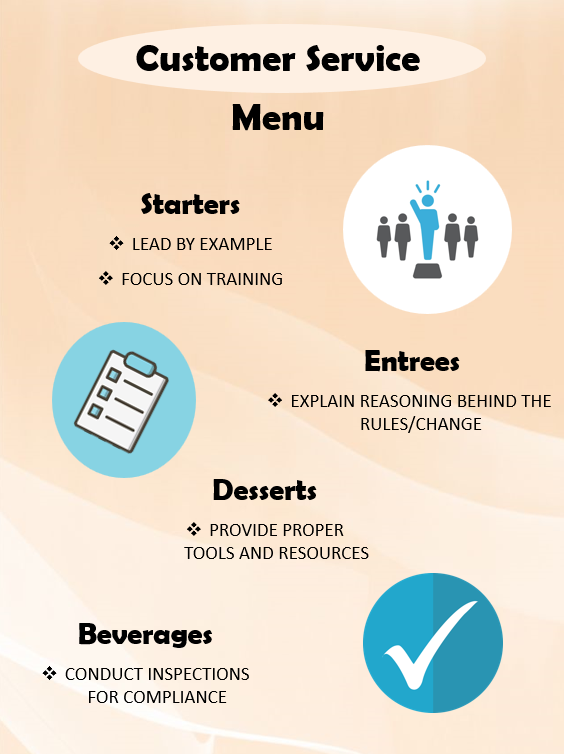 Customer Service
Menu
Starters
❖ LEAD BY EXAMPLE
❖ FOCUS ON TRAINING
Entrees
❖ EXPLAIN REASONING BEHIND THE
RULES/CHANGE
Desserts
❖ PROVIDE PROPER
TOOLS AND RESOURCES
Beverages
❖ CONDUCT INSPECTIONS
FOR COMPLIANCE